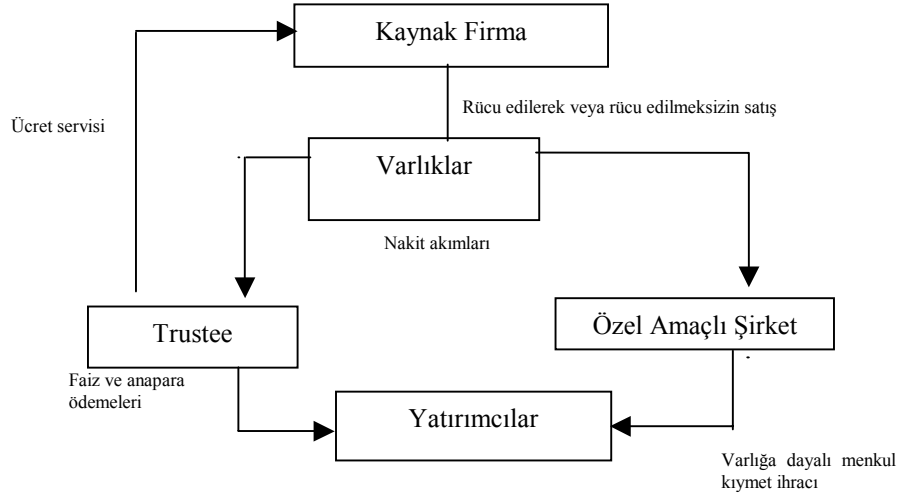 Kaynak Firma
Rücu edilerek veya rücu edilmeksizin satış
Ücret servisi
Varlıklar
Nakit akımları
Trustee
Özel Amaçlı Şirket
Faiz ve anapara
ödemeleri
Yatırımcılar
Varlığa dayalı menkul
kıymet ihracı